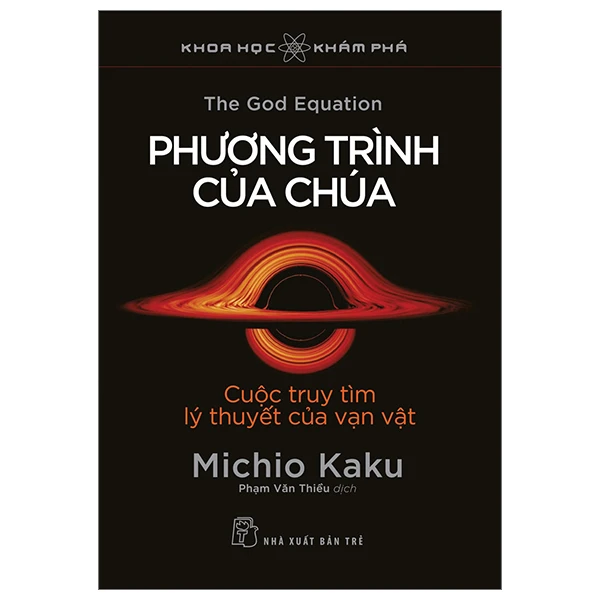 KHOA HỌC KHÁM PHÁ
The God Equation
PHƯƠNG TRÌNH
CỦA CHÚA
Cuộc truy tìm
lý thuyết của vạn vật
Michio Kaku
Phạm Văn Thiều dịch
T
NHÀ XUẤT BẢN TRẺ